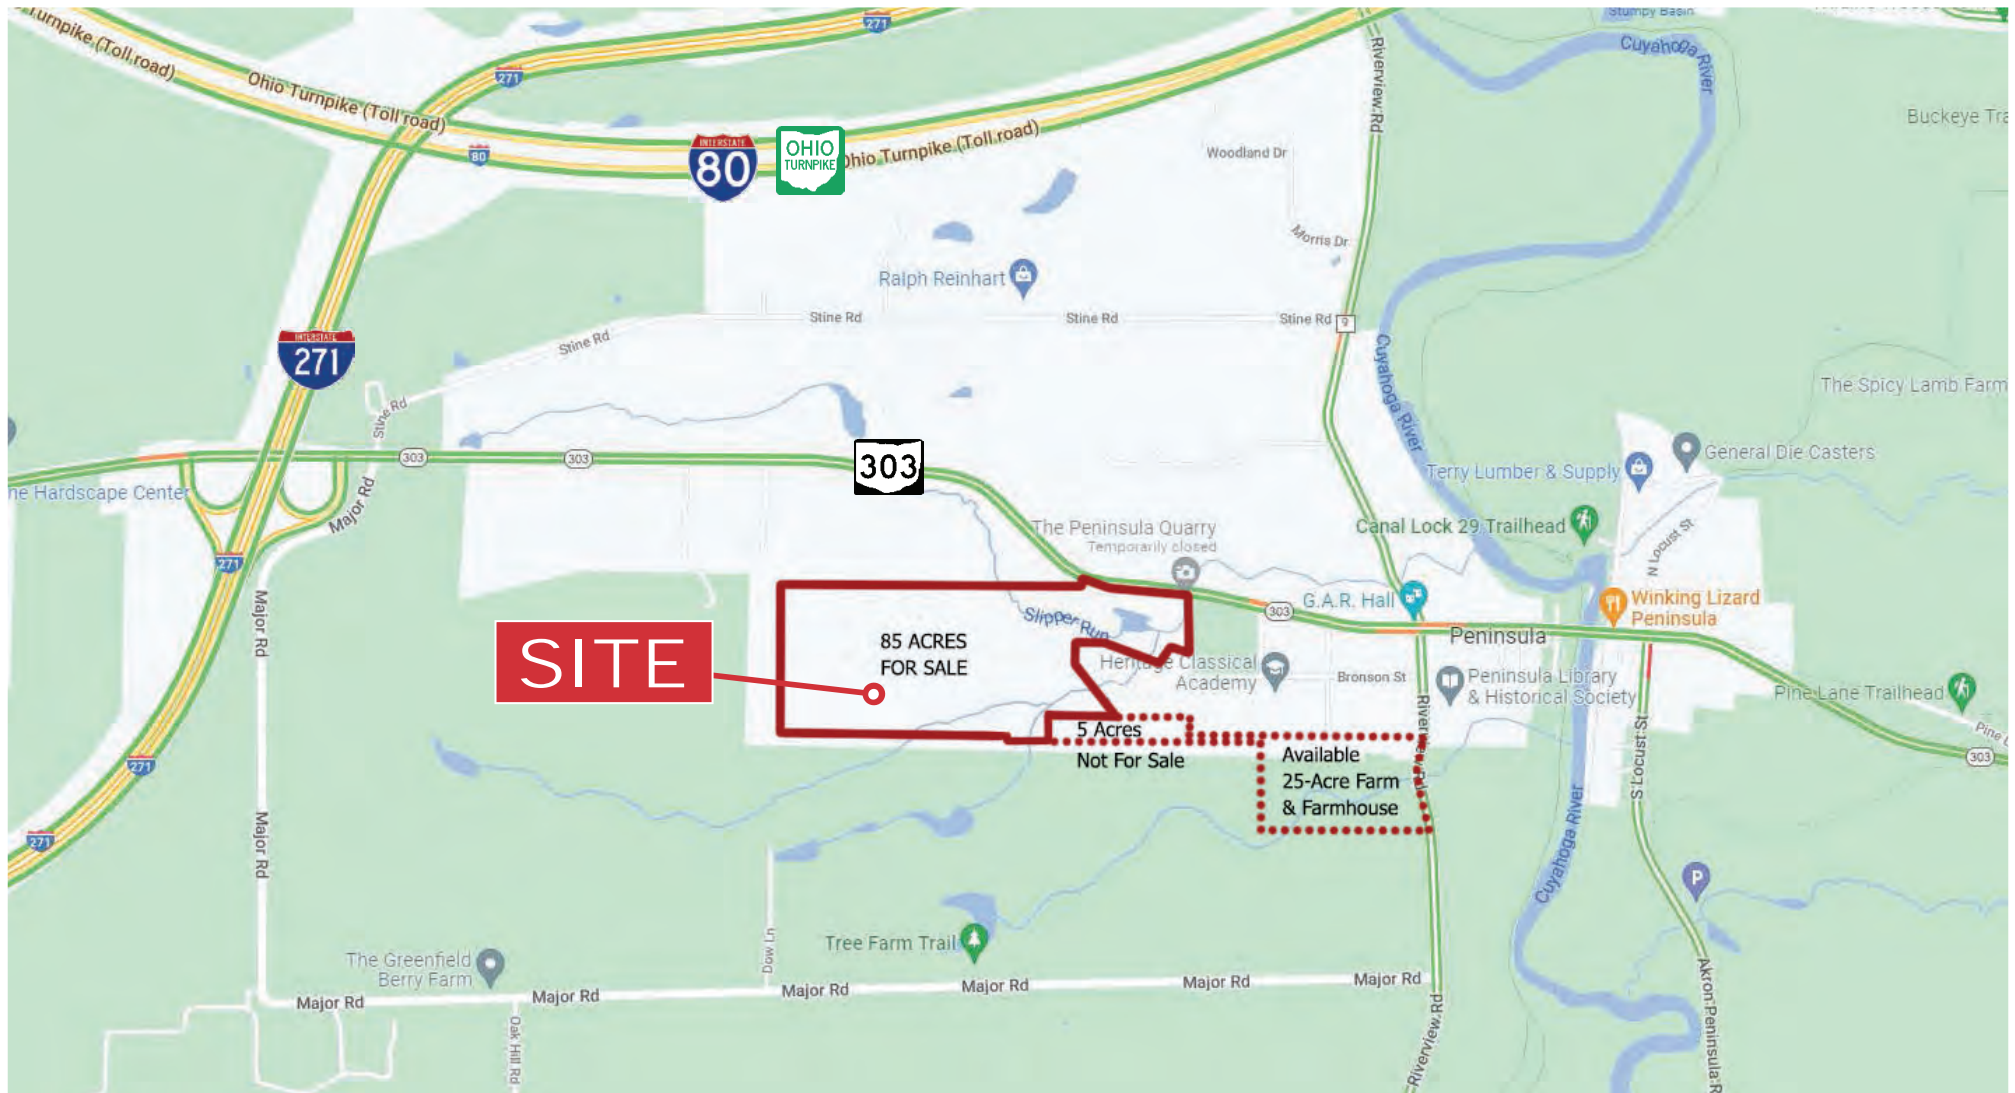 Turnpike (Toll road)
Ohio Turnpike (Toll road)
271
271
Stumpy Basin
Cuyahoga
River
Riverview Rd
Buckeye Tra
80
INTERSTATE
80
OHIO
TURNPIKE
Ohio Turnpike (Toll road)
Woodland Dr
Morris Dr
Ralph Reinhart
Stine Rd
Stine Rd
Stine Rd
9
Stine Rd
INTERSTATE
271
Cuyahoga River
The Spicy Lamb Farm
Stine Rd
303
303
303
General Die Casters
Terry Lumber & Supply
ne Hardscape Center
Major Rd
The Peninsula Quarry
Temporarily closed
Canal Lock 29 Trailhead
N Locust St
271
Major Rd
Slipper Run
303
G.A.R. Hall
Winking Lizard
Peninsula
Peninsula
85 ACRES
FOR SALE
SITE
Heritage Classical
Academy
Bronson St
Peninsula Library
& Historical Society
Pine Lane Trailhead
Pine L
303
Riverview Rd
S Locust St
5 Acres
Not For Sale
Available
25-Acre Farm
& Farmhouse
271
271
Major Rd
Cuyahoga River
P
The Greenfield
Berry Farm
Dow Ln
Tree Farm Trail
Major Rd
Major Rd
Major Rd
Major Rd
Major Rd
Major Rd
Oak Hill Rd
Riverview Rd
Akron Peninsula R